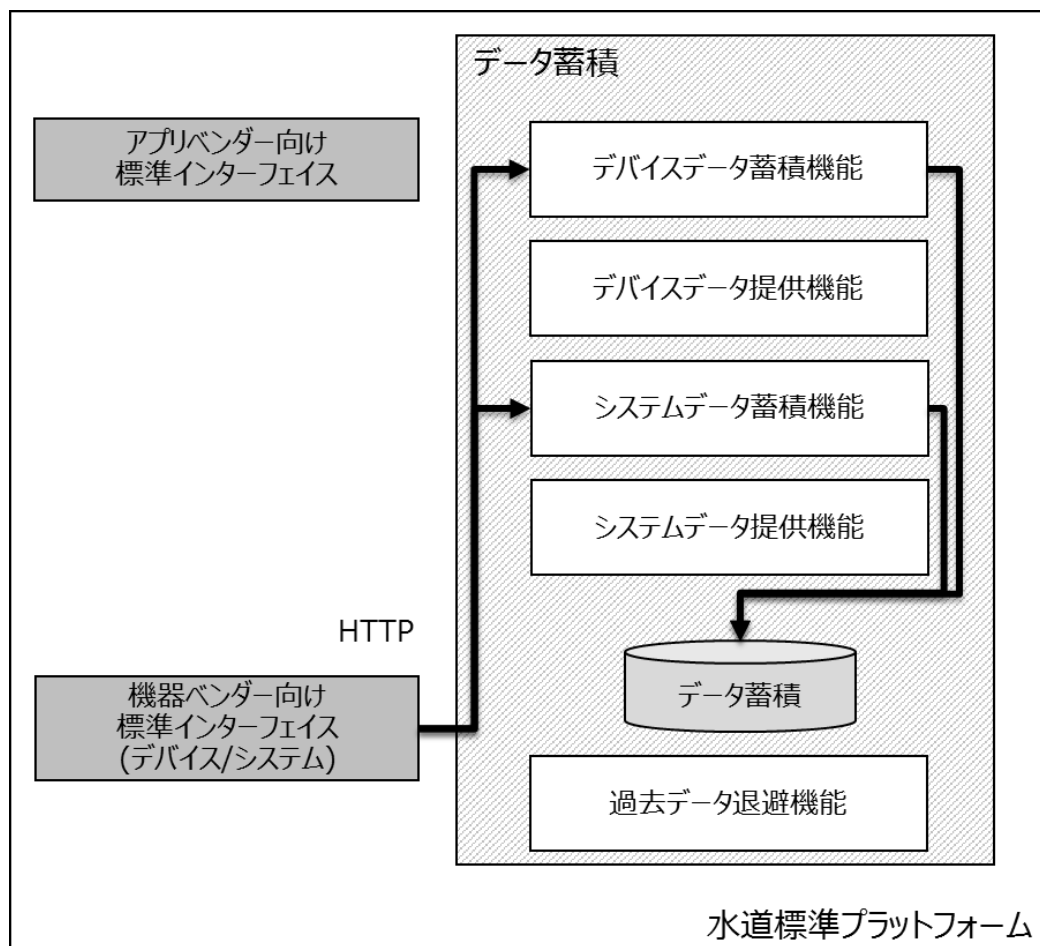 データ蓄積
アプリベンダー向け
標準インターフェイス
デバイスデータ蓄積機能
デバイスデータ提供機能
システムデータ蓄積機能
システムデータ提供機能
HTTP
データ蓄積
機器ベンダー向け
標準インターフェイス
(デバイス/システム)
過去データ退避機能
水道標準プラットフォーム